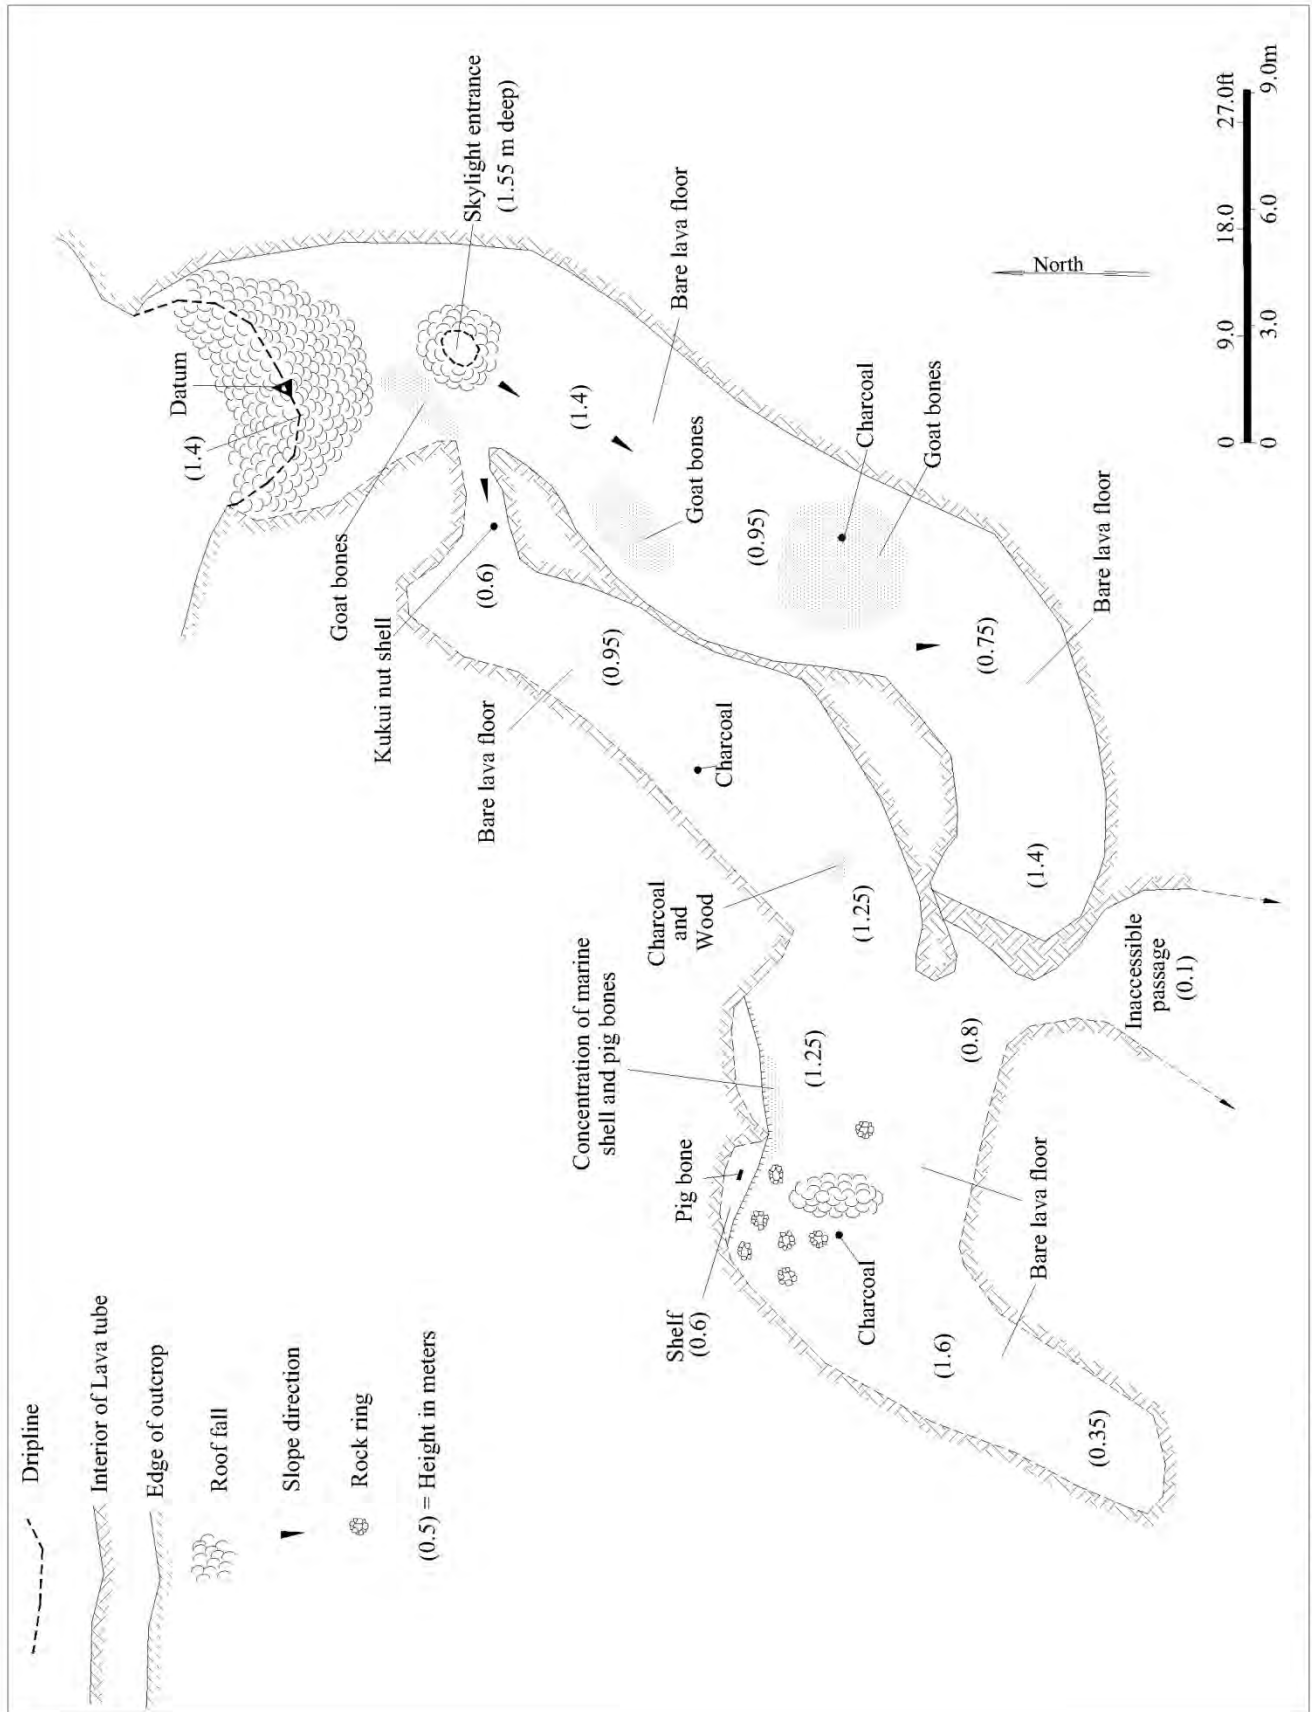 Dripline
Interior of Lava tube
Edge of outcrop
Roof fall
Slope direction
Rock ring
(0.5) = Height in meters
Datum
(1.4)
Goat bones
Kukui nut shell
Skylight entrance
(1.55 m deep)
(0.6)
Bare lava floor
(0.95)
(1.4)
Bare lava floor
Goat bones
Concentration of marine
shell and pig bones
Charcoal
and
Wood
Charcoal
(0.95)
Charcoal
Goat bones
Shelf
(0.6)
Pig bone
(1.25)
(1.25)
Charcoal
(1.6)
(0.8)
(0.75)
(1.4)
Bare lava floor
Bare lava floor
(0.35)
Inaccessible
passage
(0.1)
North
0 9.0 18.0 27.0ft
0 3.0 6.0 9.0m